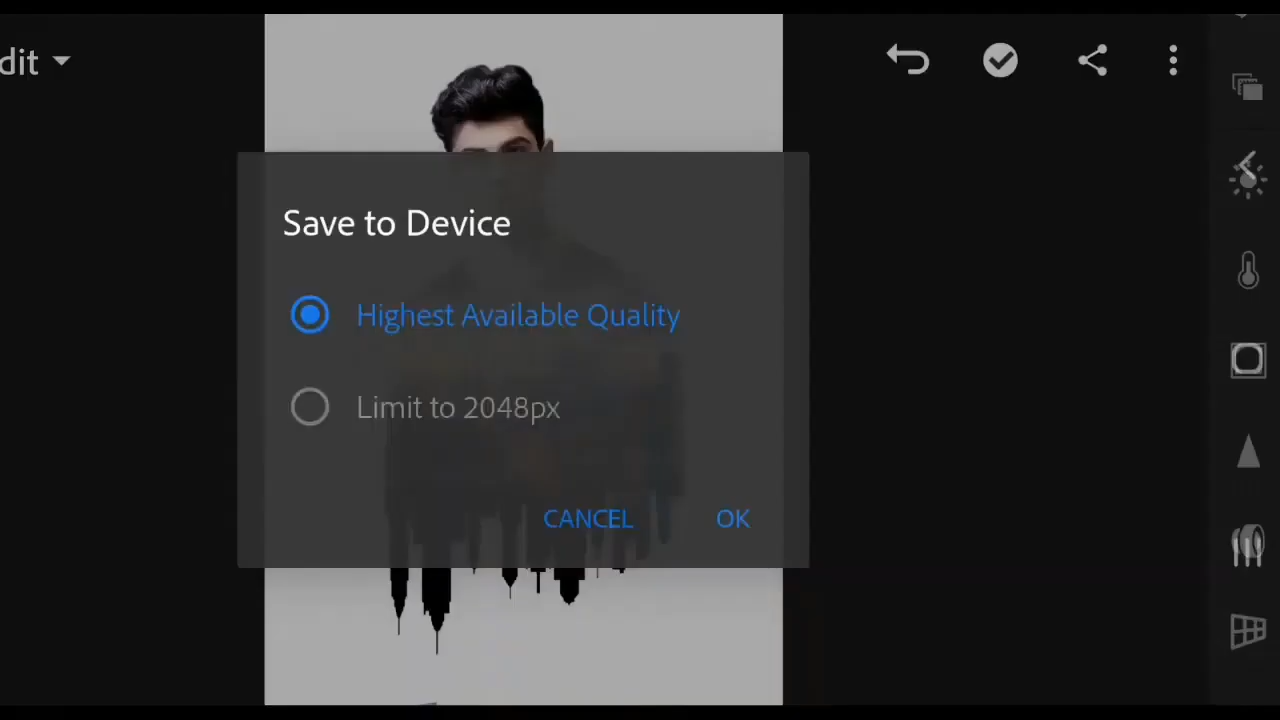 dit
Save to Device
Highest Available Quality
Limit to 2048px
CANCEL
OK